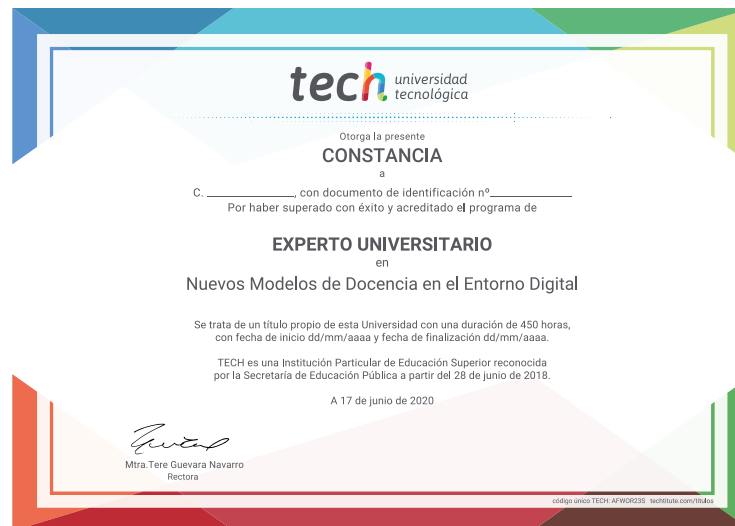 tech universidad
tecnológica
Otorga la presente
CONSTANCIA
a
C. ________________, con documento de identificación nº_______________
Por haber superado con éxito y acreditado el programa de
EXPERTO UNIVERSITARIO
en
Nuevos Modelos de Docencia en el Entorno Digital
Se trata de un título propio de esta Universidad con una duración de 450 horas,
con fecha de inicio dd/mm/aaaa y fecha de finalización dd/mm/aaaa.
TECH es una Institución Particular de Educación Superior reconocida
por la Secretaría de Educación Pública a partir del 28 de junio de 2018.
A 17 de junio de 2020
Mtra.Tere Guevara Navarro
Rectora
código único TECH: AFWOR23S techtitute.com/titulos